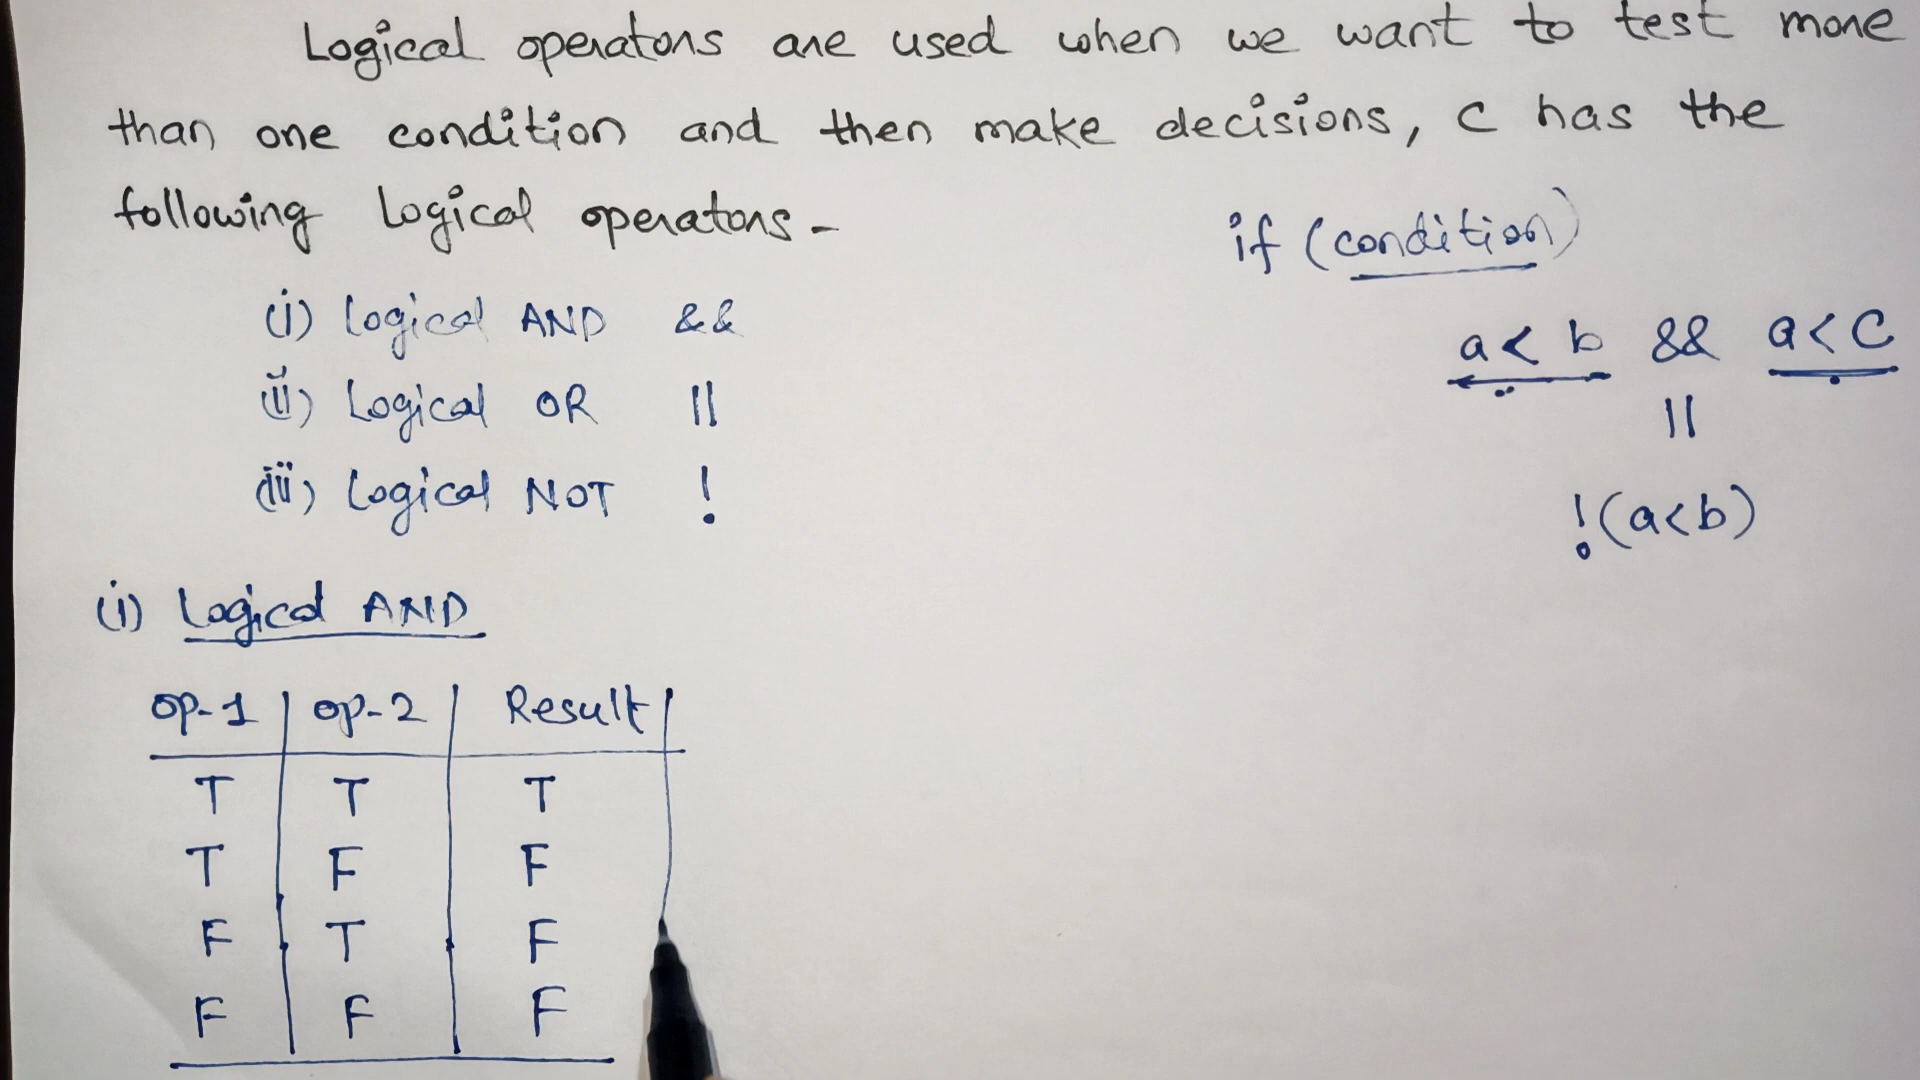 Logical operators are used when we want to test more
than one condition and then make decisions, C has the
following Logical operators -
if (condition)
(i) Logical AND &&
a < b && a < C
(ii) Logical OR ||
||
(iii) Logical NOT !
!(a<b)
(i) Logical AND
op-1 | op-2 | Result |
T T T
T F F
F T F
F F F